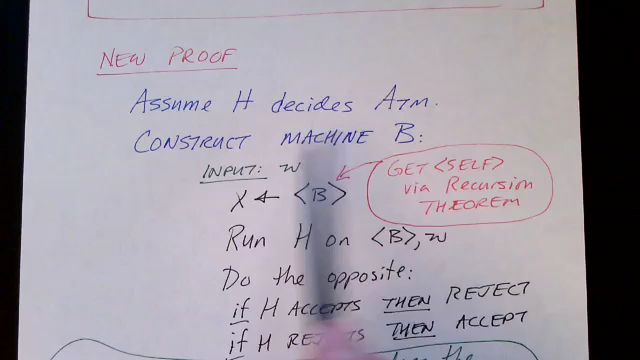 NEW PROOF
Assume H decides ATM.
CONSTRUCT MACHINE B:
INPUT: w
X ← <B>
GET <SELF>
via Recursion
THEOREM
Run H on <B>, w
Do the opposite:
if H ACCEPTS THEN REJECT
if H REJECTS THEN ACCEPT
the